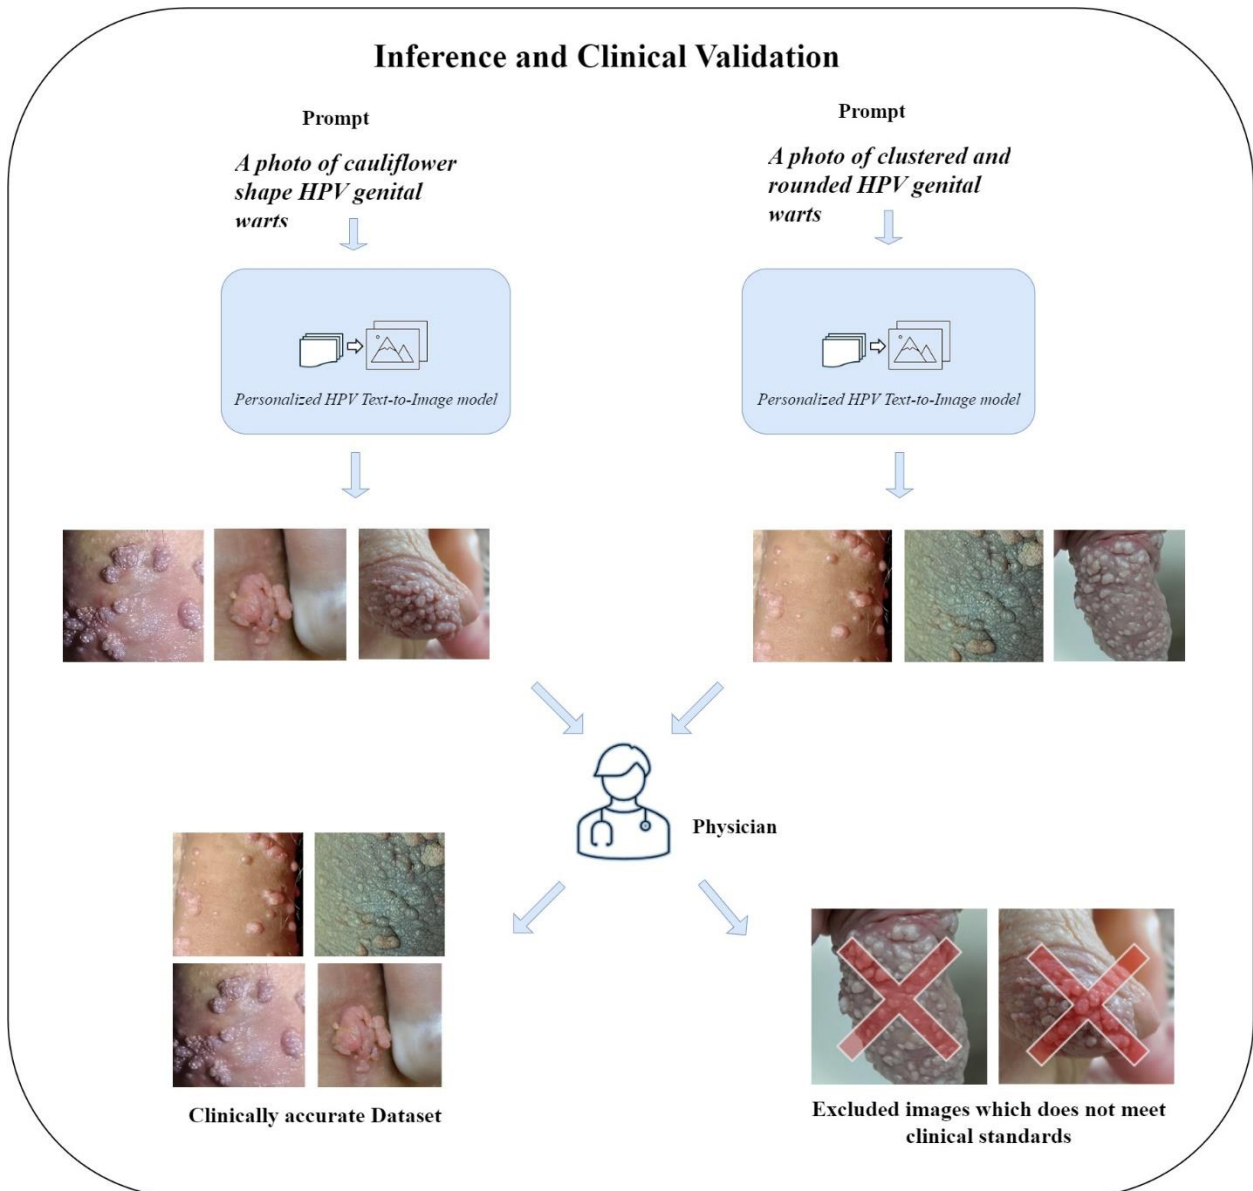 Inference and Clinical Validation
Prompt
A photo of cauliflower
shape HPV genital
warts
Prompt
A photo of clustered and
rounded HPV genital
warts
Personalized HPV Text-to-Image model
Personalized HPV Text-to-Image model
Physician
Clinically accurate Dataset
Excluded images which does not meet
clinical standards